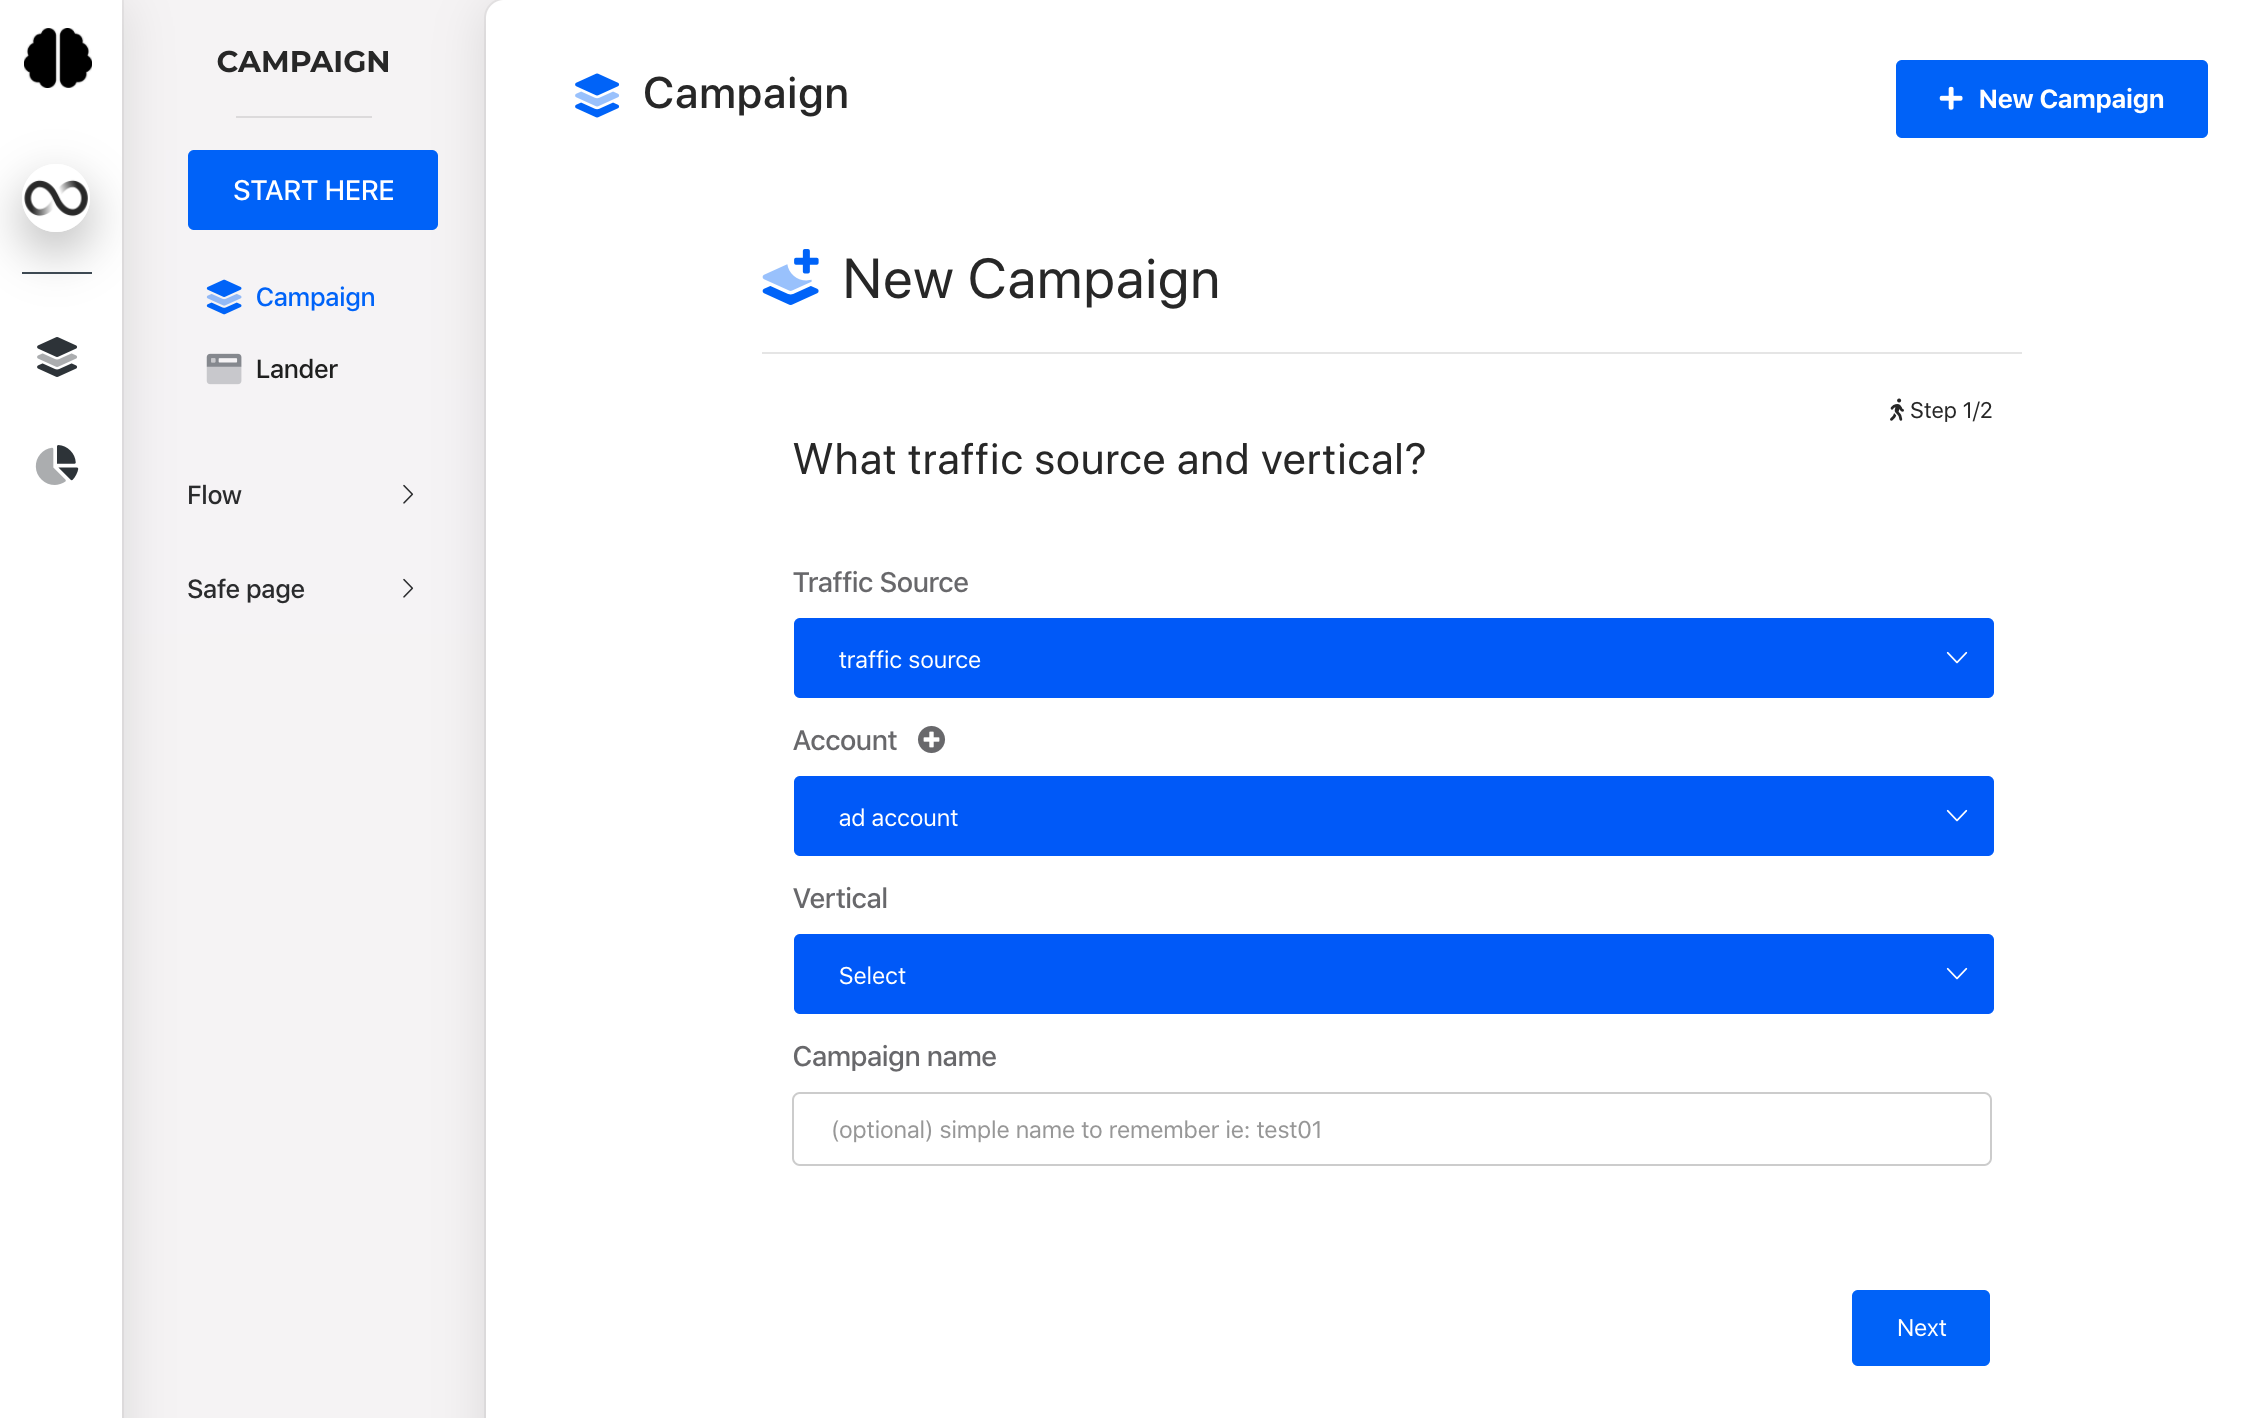 CAMPAIGN
START HERE
Campaign
Lander
Flow
Safe page
Campaign
New Campaign
New Campaign
Step 1/2
What traffic source and vertical?
Traffic Source
traffic source
Account
ad account
Vertical
Select
Campaign name
(optional) simple name to remember ie: test01
Next